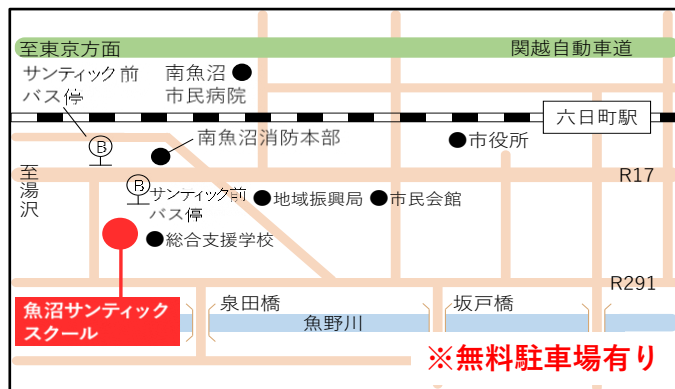 至東京方面
関越自動車道
サンティック前
バス停
南魚沼
市民病院
六日町駅
B
南魚沼消防本部
市役所
至湯沢
R17
B
サンティック前
バス停
地域振興局
市民会館
総合支援学校
R291
魚沼サンティック
スクール
泉田橋
坂戸橋
魚野川
※無料駐車場有り